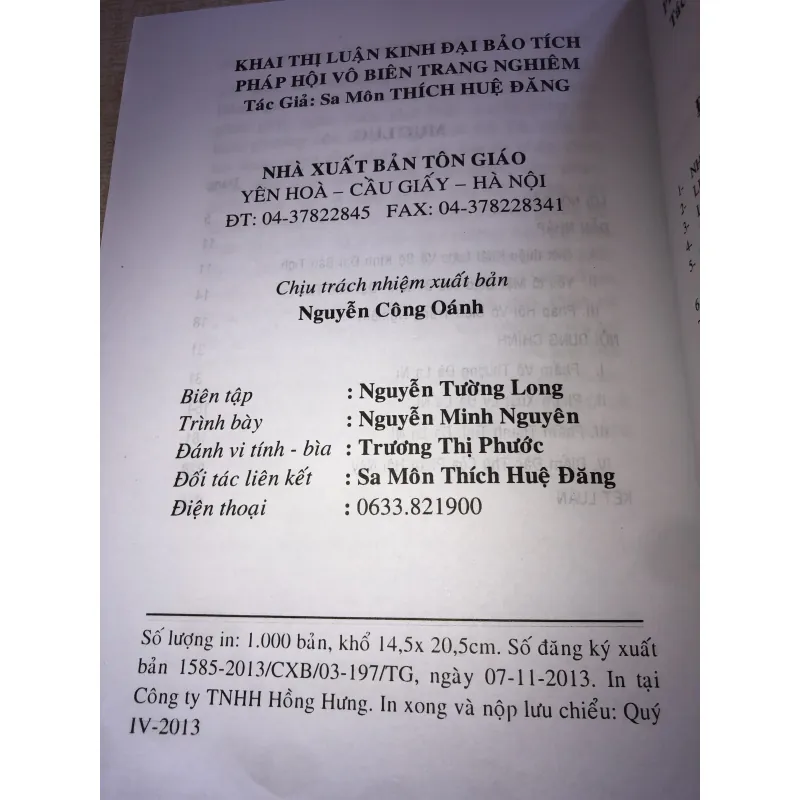 KHAI THỊ LUẬN KINH ĐẠI BẢO TÍCH
PHÁP HỘI VÔ BIÊN TRANG NGHIÊM
Tác Giả: Sa Môn THÍCH HUỆ ĐĂNG
NHÀ XUẤT BẢN TÔN GIÁO
YÊN HOÀ – CẦU GIẤY – HÀ NỘI
ĐT: 04-37822845 FAX: 04-378228341
Chịu trách nhiệm xuất bản
Nguyễn Công Oánh
Biên tập : Nguyễn Tường Long
Trình bày : Nguyễn Minh Nguyên
Đánh vi tính - bìa : Trương Thị Phước
Đối tác liên kết : Sa Môn Thích Huệ Đăng
Điện thoại : 0633.821900
Số lượng in: 1.000 bản, khổ 14,5x 20,5cm. Số đăng ký xuất
bản 1585-2013/CXB/03-197/TG, ngày 07-11-2013. In tại
Công ty TNHH Hồng Hưng. In xong và nộp lưu chiểu: Quý
IV-2013